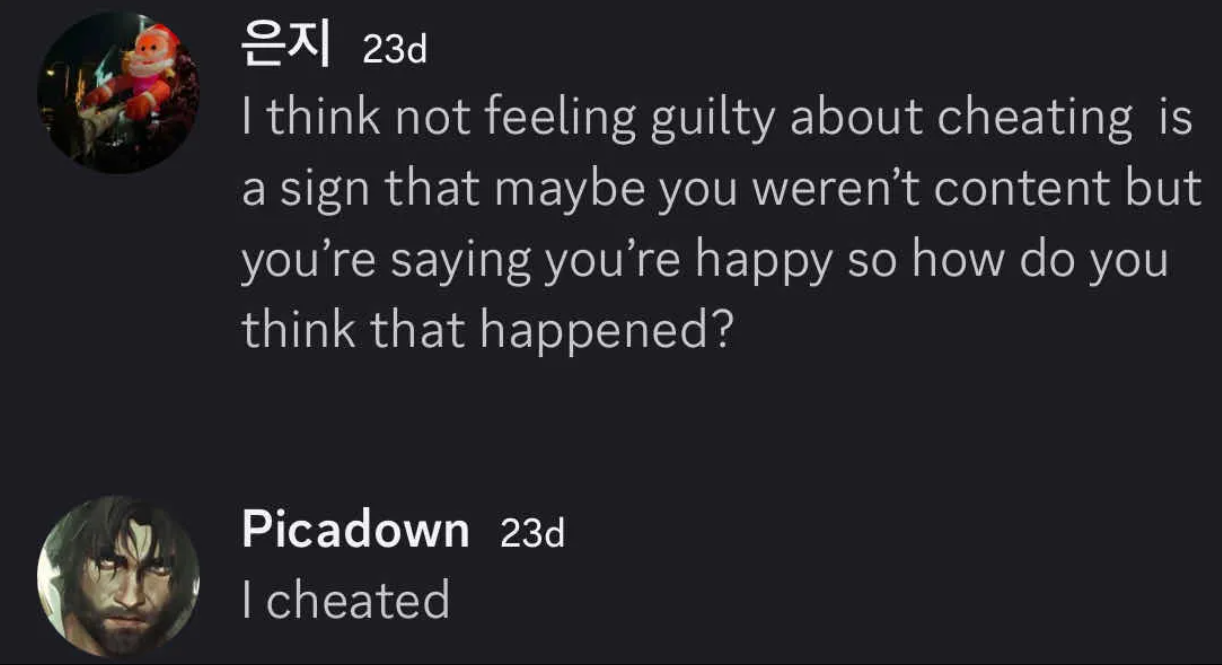 은지 23d
I think not feeling guilty about cheating  is
a sign that maybe you weren’t content but
you’re saying you’re happy so how do you
think that happened?
Picadown 23d
I cheated